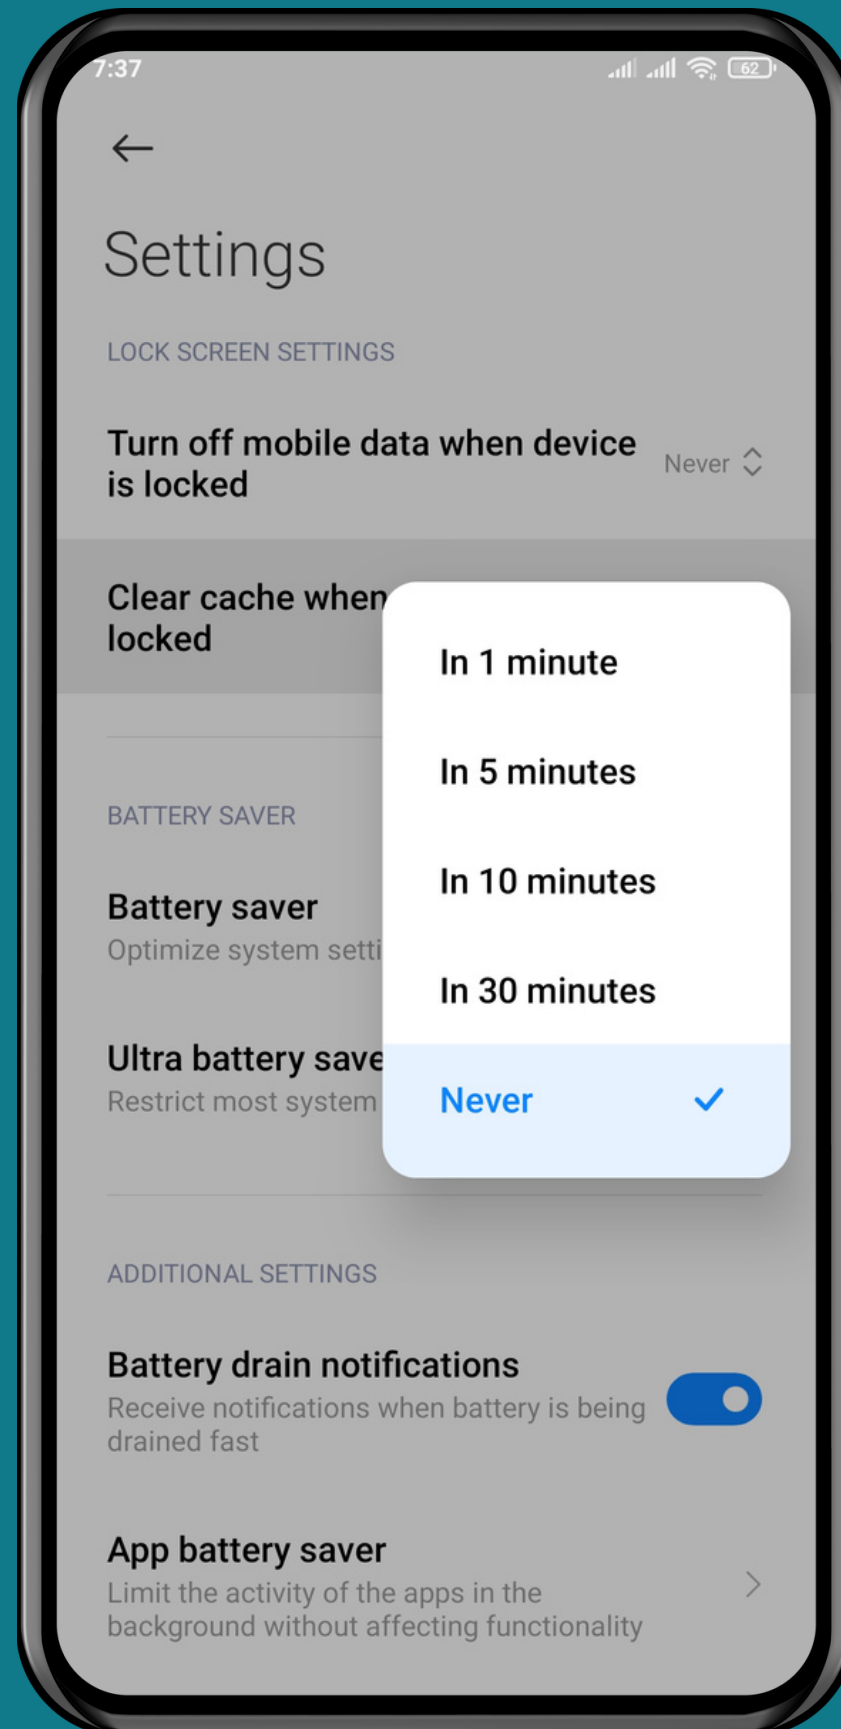 7:37
62
Settings
LOCK SCREEN SETTINGS
Turn off mobile data when device
is locked
Never
Clear cache when
locked
In 1 minute
In 5 minutes
In 10 minutes
In 30 minutes
Never
BATTERY SAVER
Battery saver
Optimize system
Ultra battery
Restrict most system
ADDITIONAL SETTINGS
Battery drain notifications
Receive notifications when battery is being
drained fast
App battery saver
Limit the activity of the apps in the
background without affecting functionality